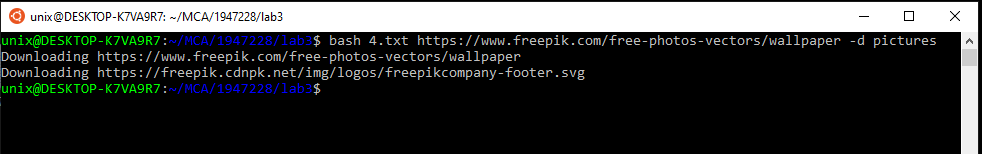 unix@DESKTOP-K7VA9R7: ~/MCA/1947228/lab3
unix@DESKTOP-K7VA9R7:~/MCA/1947228/lab3$ bash 4.txt https://www.freepik.com/free-photos-vectors/wallpaper -d pictures
Downloading https://www.freepik.com/free-photos-vectors/wallpaper
Downloading https://freepik.cdnpk.net/img/logos/freepikcompany-footer.svg
unix@DESKTOP-K7VA9R7:~/MCA/1947228/lab3$